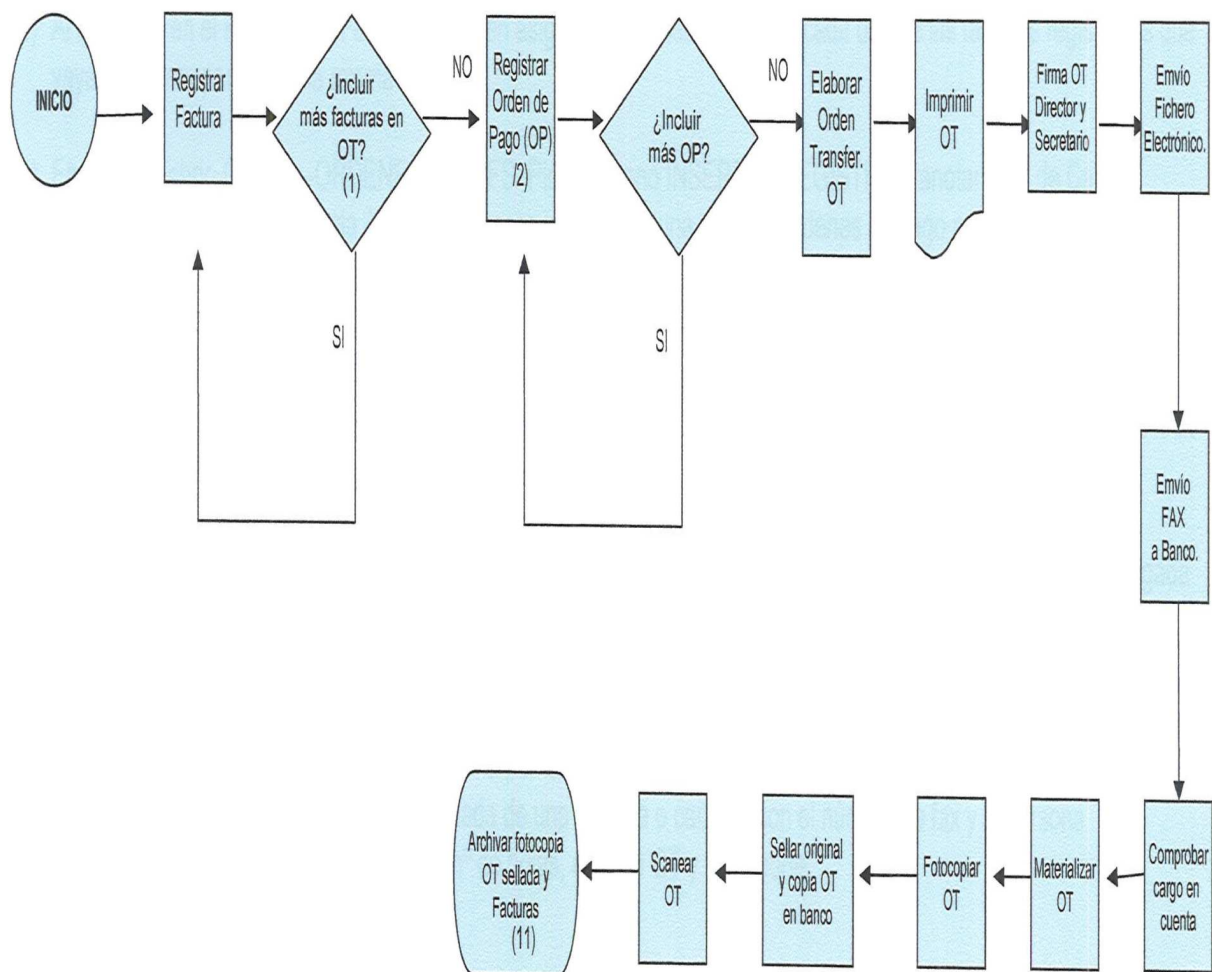 INICIO
Registrar
Factura
¿Incluir
más facturas en
OT?
(1)
NO
SI
Registrar
Orden de
Pago (OP)
/2)
¿Incluir
más OP?
NO
SI
Elaborar
Orden
Transfer.
OT
Imprimir
OT
Firma OT
Director y
Secretario
Emvío
Fichero
Electrónico.
Emvío
FAX
a Banco.
Comprobar
cargo en
cuenta
Materializar
OT
Fotocopiar
OT
Sellar original
y copia OT
en banco
Scanear
OT
Archivar fotocopia
OT sellada y
Facturas
(11)